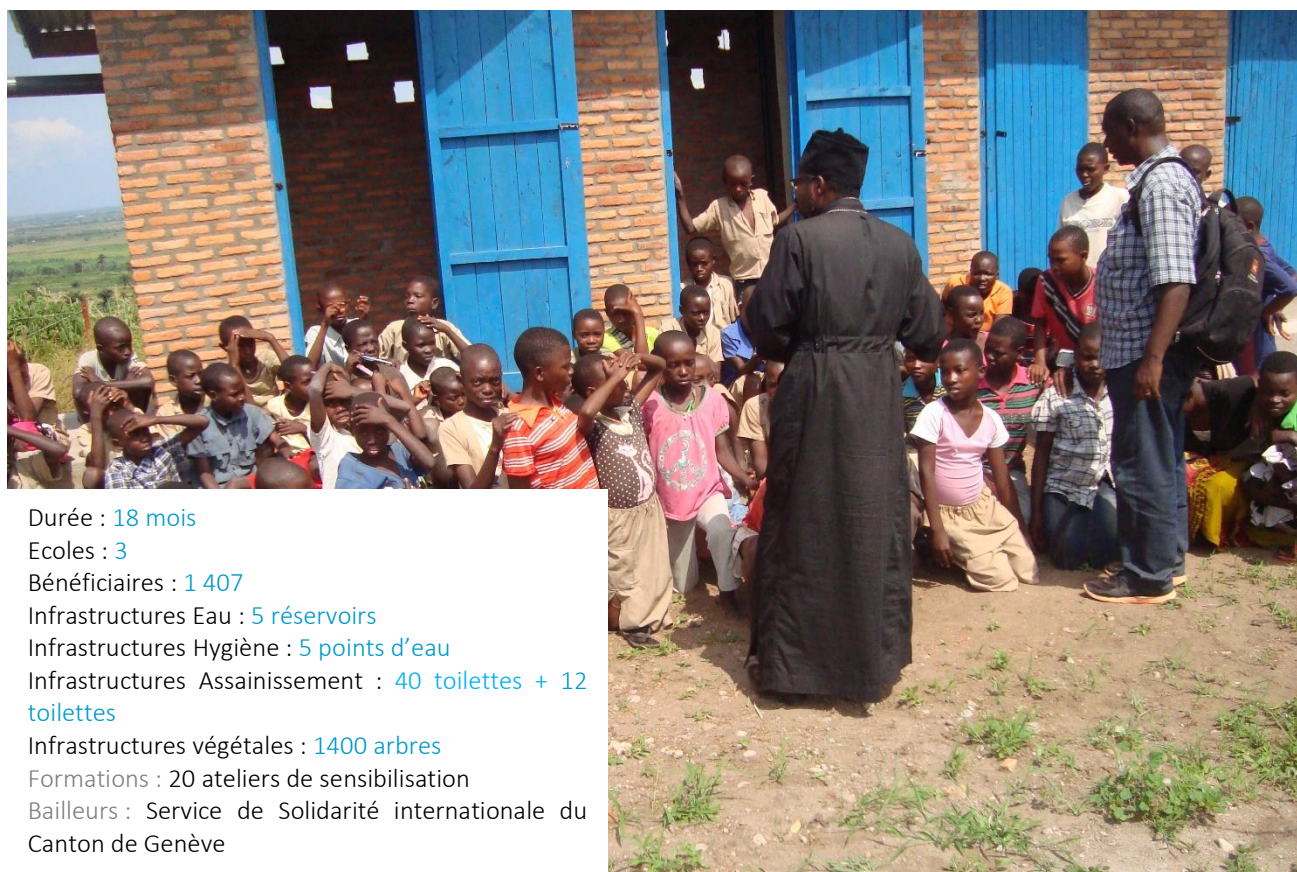 Durée : 18 mois
Ecoles : 3
Bénéficiaires : 1 407
Infrastructures Eau : 5 réservoirs
Infrastructures Hygiène : 5 points d’eau
Infrastructures Assainissement : 40 toilettes + 12
toilettes
Infrastructures végétales : 1400 arbres
Formations : 20 ateliers de sensibilisation
Bailleurs : Service de Solidarité internationale du
Canton de Genève